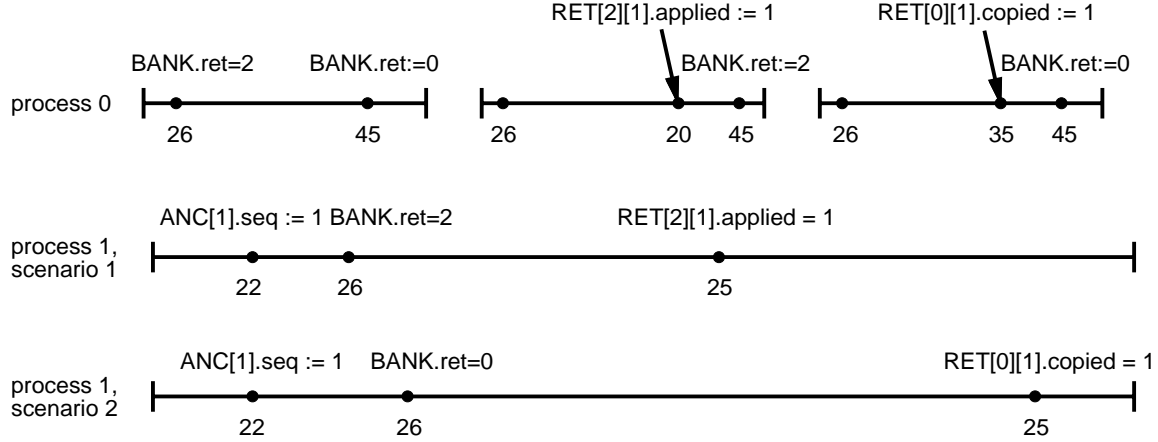 RET[2][1].applied := 1 RET[0][1].copied := 1
BANK.ret=2 BANK.ret:=0 BANK.ret:=2 BANK.ret:=0
process 0
26 45 26 20 45 26 35 45
ANC[1].seq := 1 BANK.ret=2 RET[2][1].applied = 1
process 1,
scenario 1
22 26 25
ANC[1].seq := 1 BANK.ret=0 RET[0][1].copied = 1
process 1,
scenario 2
22 26 25